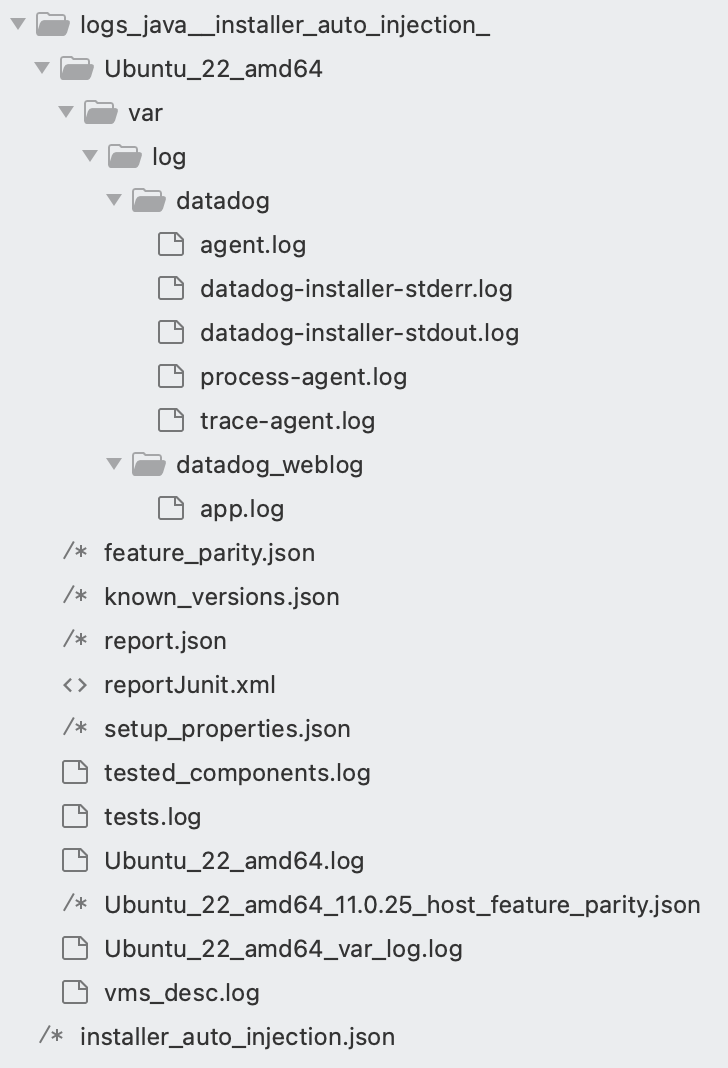 logs_java__installer_auto_injection_
Ubuntu_22_amd64
var
log
datadog
agent.log
datadog-installer-stderr.log
datadog-installer-stdout.log
process-agent.log
trace-agent.log
datadog_weblog
app.log
/* feature_parity.json
/* known_versions.json
/* report.json
<> reportJunit.xml
/* setup_properties.json
tested_components.log
tests.log
Ubuntu_22_amd64.log
/* Ubuntu_22_amd64_11.0.25_host_feature_parity.json
Ubuntu_22_amd64_var_log.log
vms_desc.log
/* installer_auto_injection.json